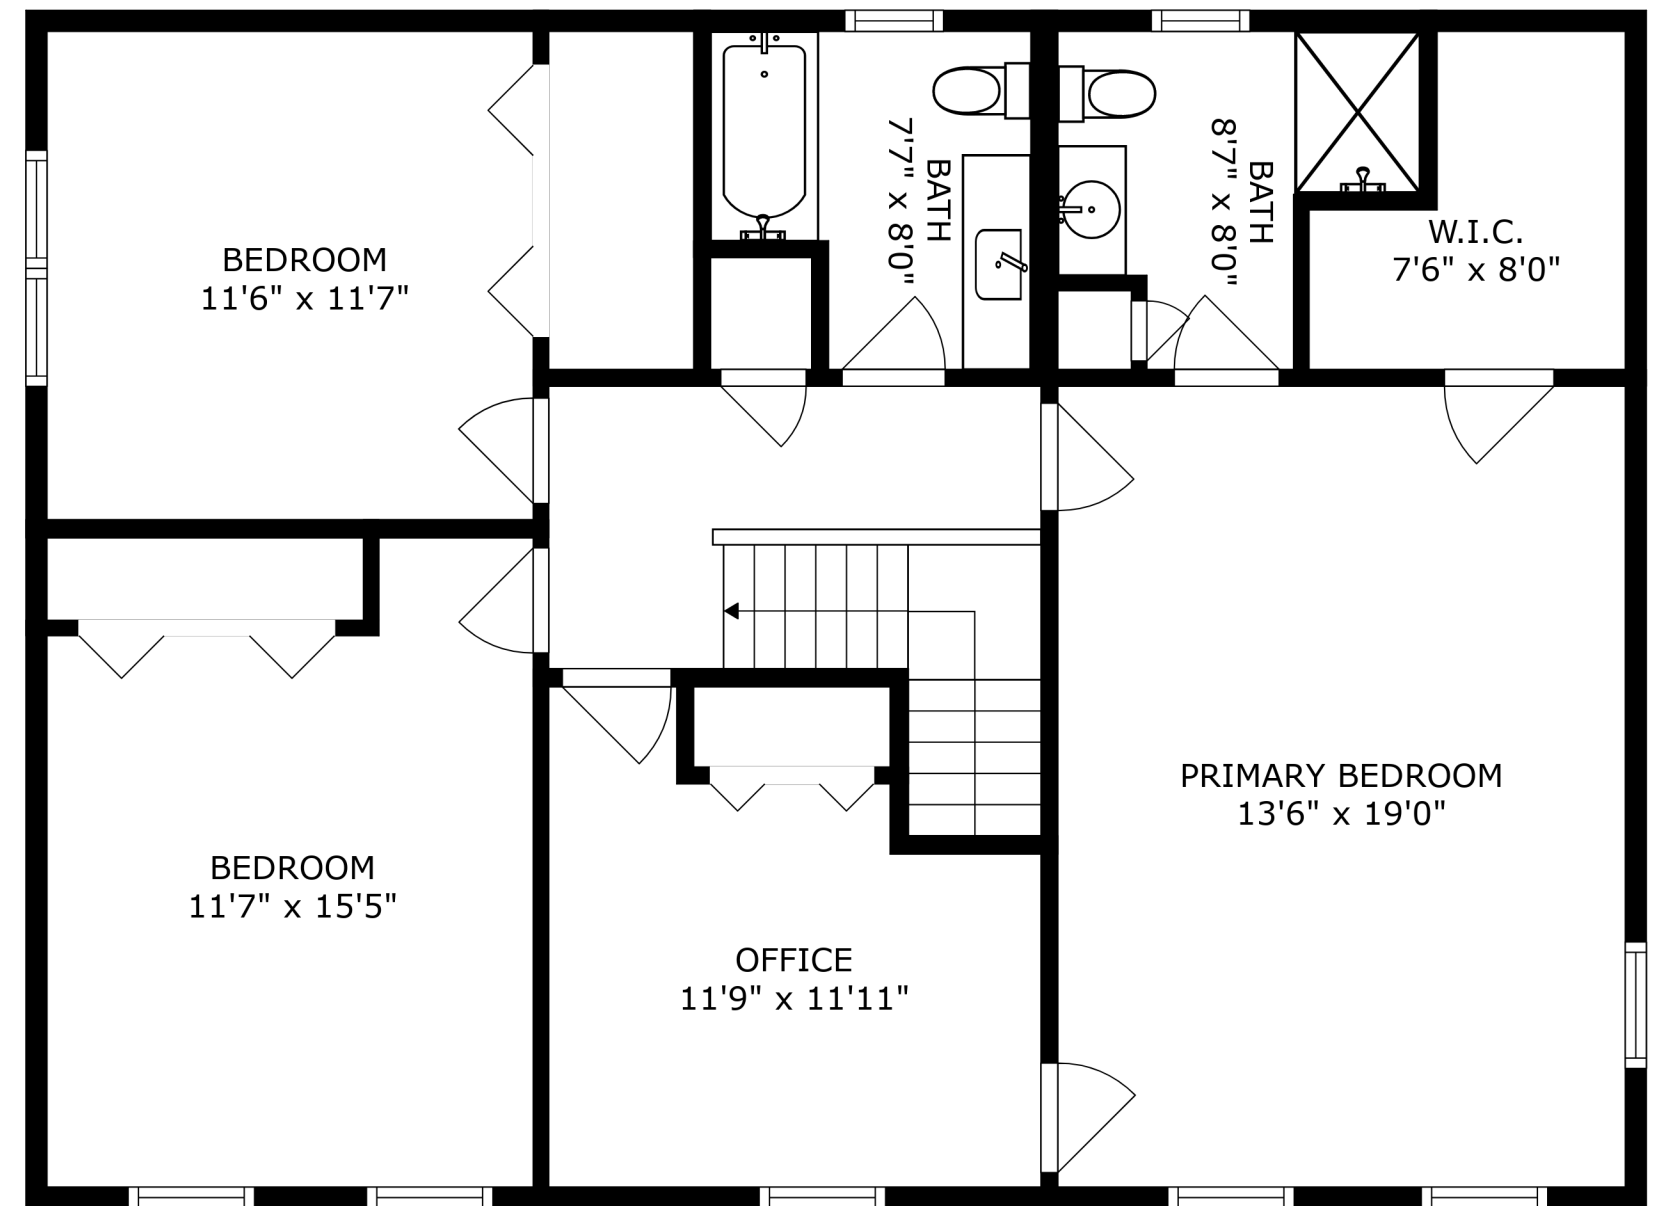 BEDROOM
11'6" x 11'7"
BATH
7'7" x 8'0"
BATH
8'7" x 8'0"
W.I.C.
7'6" x 8'0"
PRIMARY BEDROOM
13'6" x 19'0"
BEDROOM
11'7" x 15'5"
OFFICE
11'9" x 11'11"